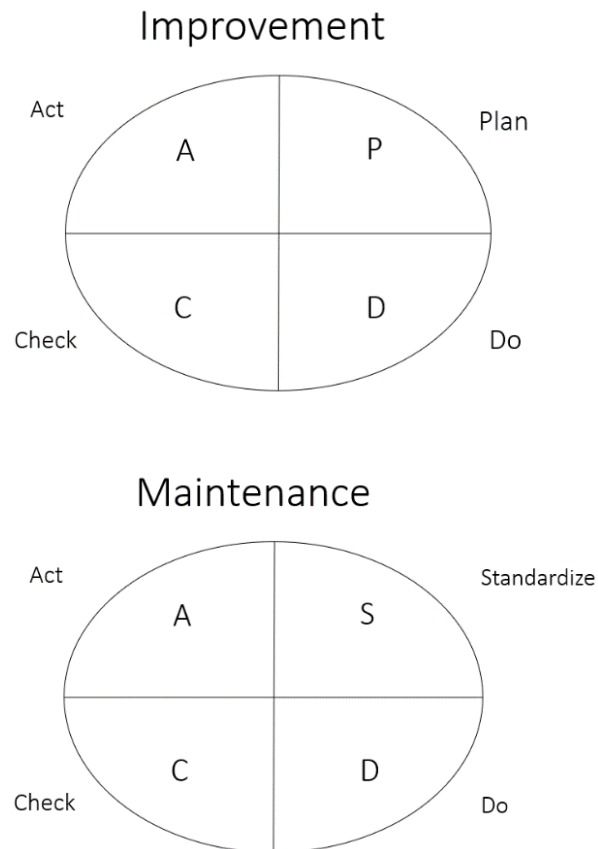 Improvement
Act
Plan
A
P
C
D
Check
Do
Maintenance
Act
Standardize
A
S
C
D
Check
Do